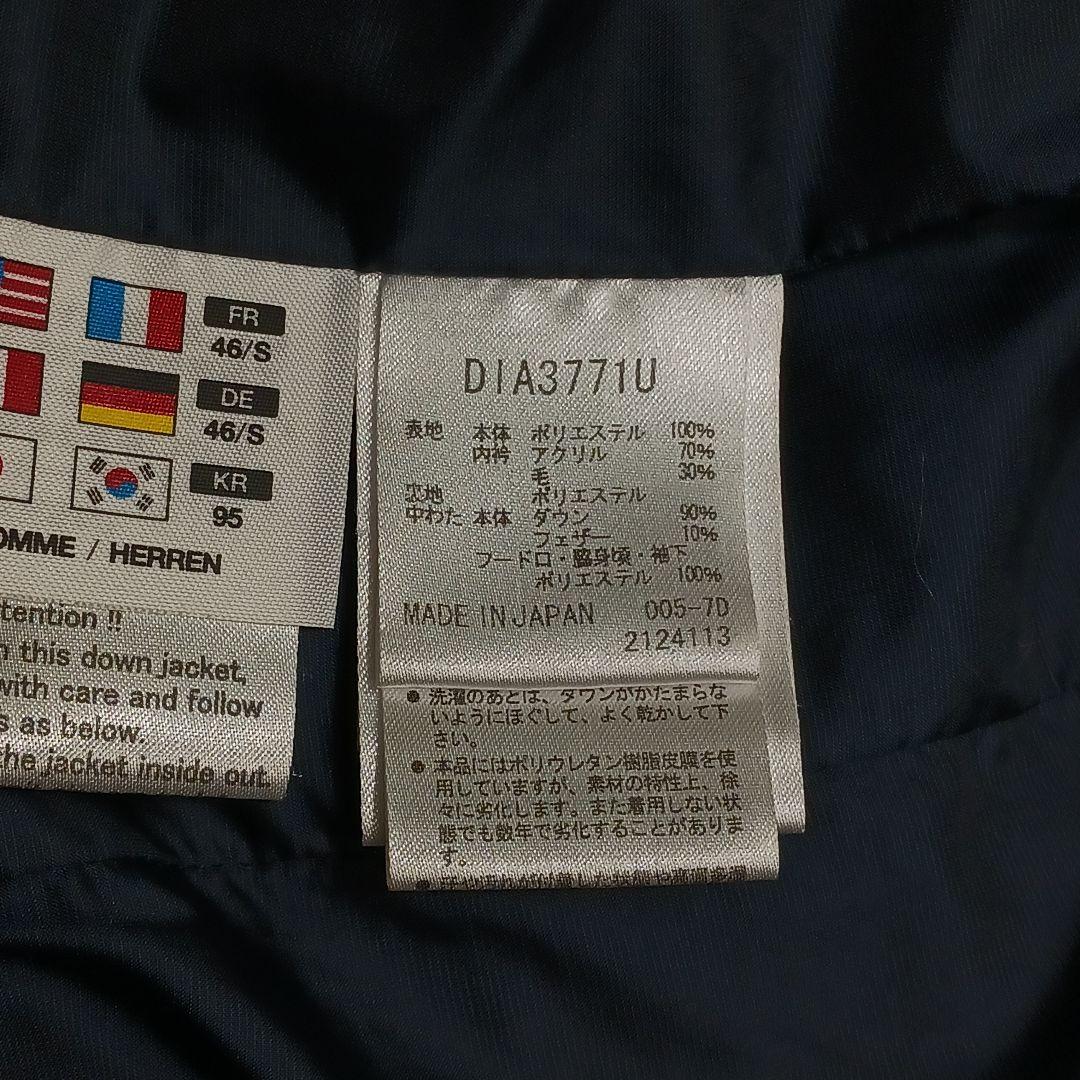 FR
46/S
DE
46/S
KR
95
OMME / HERREN
tention !!
n this down jacket,
with care and follow
s as below.
the jacket inside out.
DIA3771U
表地 本体 ポリエステル 100%
内衿 アクリル 70%
毛 30%
裏地 ポリエステル
中わた 本体 ダウン 90%
フェザー 10%
フード口・脇身頃・袖下
ポリエステル 100%
MADE IN JAPAN 005-7D
2124113
● 洗濯のあとは、ダウンがかたまらな
いようにほぐして、よく乾かして下
さい。
● 本品にはポリウレタン樹脂皮膜を使
用していますが、素材の特性上、徐
々に劣化します。また着用しない状
態でも数年で劣化することがありま
す。